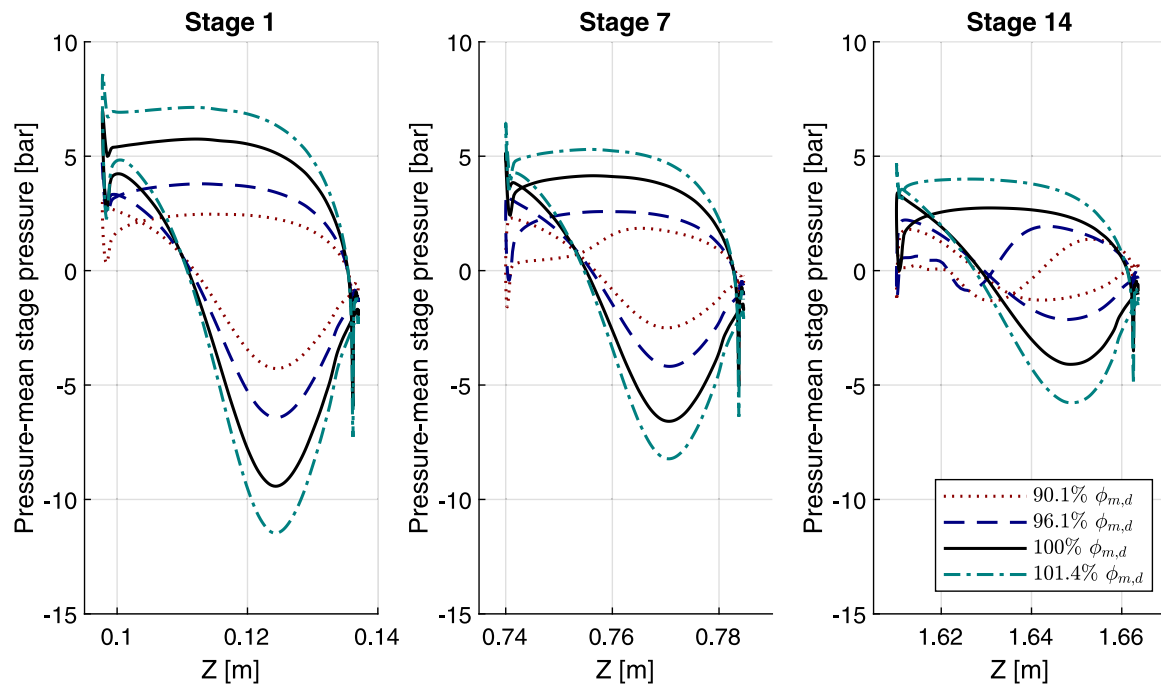 Stage 1
Stage 7
Stage 14
Pressure-mean stage pressure [bar]
10
5
0
-5
-10
-15
0.1
0.12
0.14
Z [m]
Pressure-mean stage pressure [bar]
10
5
0
-5
-10
-15
0.74
0.76
0.78
Z [m]
Pressure-mean stage pressure [bar]
10
5
0
-5
-10
-15
1.62
1.64
1.66
Z [m]
90.1% ϕm,d
96.1% ϕm,d
100% ϕm,d
101.4% ϕm,d